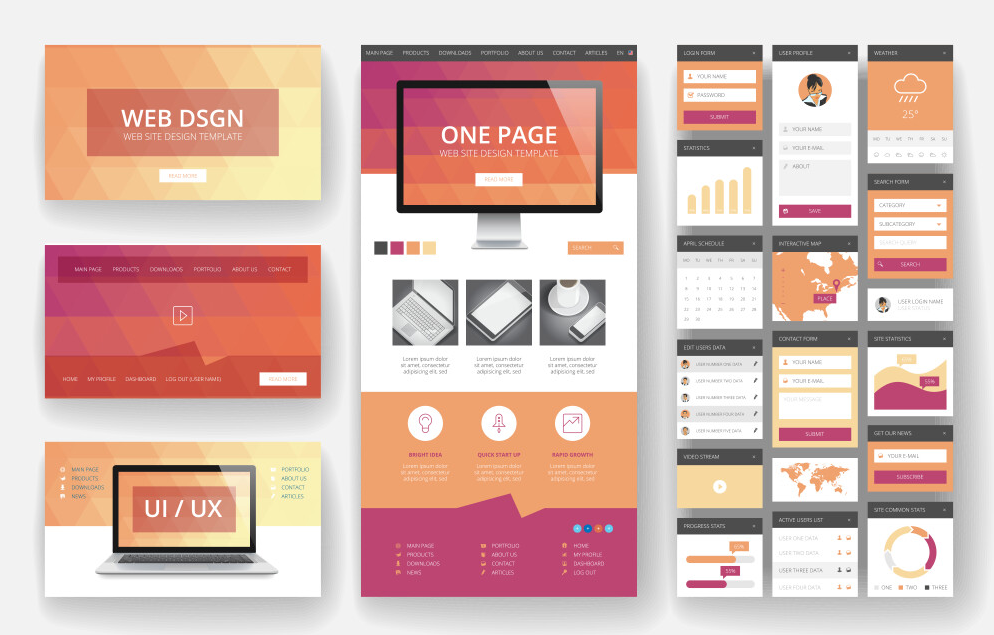 WEB DSGN
WEB SITE DESIGN TEMPLATE
READ MORE
MAIN PAGE PRODUCTS DOWNLOADS PORTFOLIO ABOUT US CONTACT
HOME MY PROFILE DASHBOARD LOG OUT (USER NAME) READ MORE
MAIN PAGE
PRODUCTS
DOWNLOADS
NEWS
UI / UX
PORTFOLIO
ABOUT US
CONTACT
ARTICLES
MAIN PAGE PRODUCTS DOWNLOADS PORTFOLIO ABOUT US CONTACT ARTICLES EN
ONE PAGE
WEB SITE DESIGN TEMPLATE
READ MORE
SEARCH
Lorem ipsum dolor
sit amet, consectetur
adipiscing elit, sed
Lorem ipsum dolor
sit amet, consectetur
adipiscing elit, sed
Lorem ipsum dolor
sit amet, consectetur
adipiscing elit, sed
BRIGHT IDEA
Lorem ipsum dolor
sit amet, consectetur
adipiscing elit, sed
QUICK START UP
Lorem ipsum dolor
sit amet, consectetur
adipiscing elit, sed
RAPID GROWTH
Lorem ipsum dolor
sit amet, consectetur
adipiscing elit, sed
MAIN PAGE
PRODUCTS
DOWNLOADS
NEWS
PORTFOLIO
ABOUT US
CONTACT
ARTICLES
HOME
MY PROFILE
DASHBOARD
LOG OUT
LOGIN FORM
YOUR NAME
PASSWORD
SUBMIT
STATISTICS
APRIL SCHEDULE
MO TU WE TH FR SA SU
1 2 3 4 5 6 7
8 9 10 11 12 13 14
15 16 17 18 19 20 21
22 23 24 25 26 27 28
29 30
EDIT USERS DATA
USER NUMBER ONE DATA
USER NUMBER TWO DATA
USER NUMBER THREE DATA
USER NUMBER FOUR DATA
USER NUMBER FIVE DATA
VIDEO STREAM
PROGRESS STATS
55%
55%
USER PROFILE
YOUR NAME
YOUR E-MAIL
ABOUT
SAVE
INTERACTIVE MAP
PLACE
CONTACT FORM
YOUR NAME
YOUR E-MAIL
YOUR MESSAGE
SUBMIT
ACTIVE USERS LIST
USER ONE DATA
USER TWO DATA
USER THREE DATA
USER FOUR DATA
WEATHER
25°
MO TU WE TH FR SA SU
SEARCH FORM
CATEGORY
SUBCATEGORY
SEARCH QUERY
SEARCH
USER LOGIN NAME
USER STATUS
SITE STATISTICS
55%
GET OUR NEWS
YOUR E-MAIL
SUBSCRIBE
SITE COMMON STATS
ONE TWO THREE